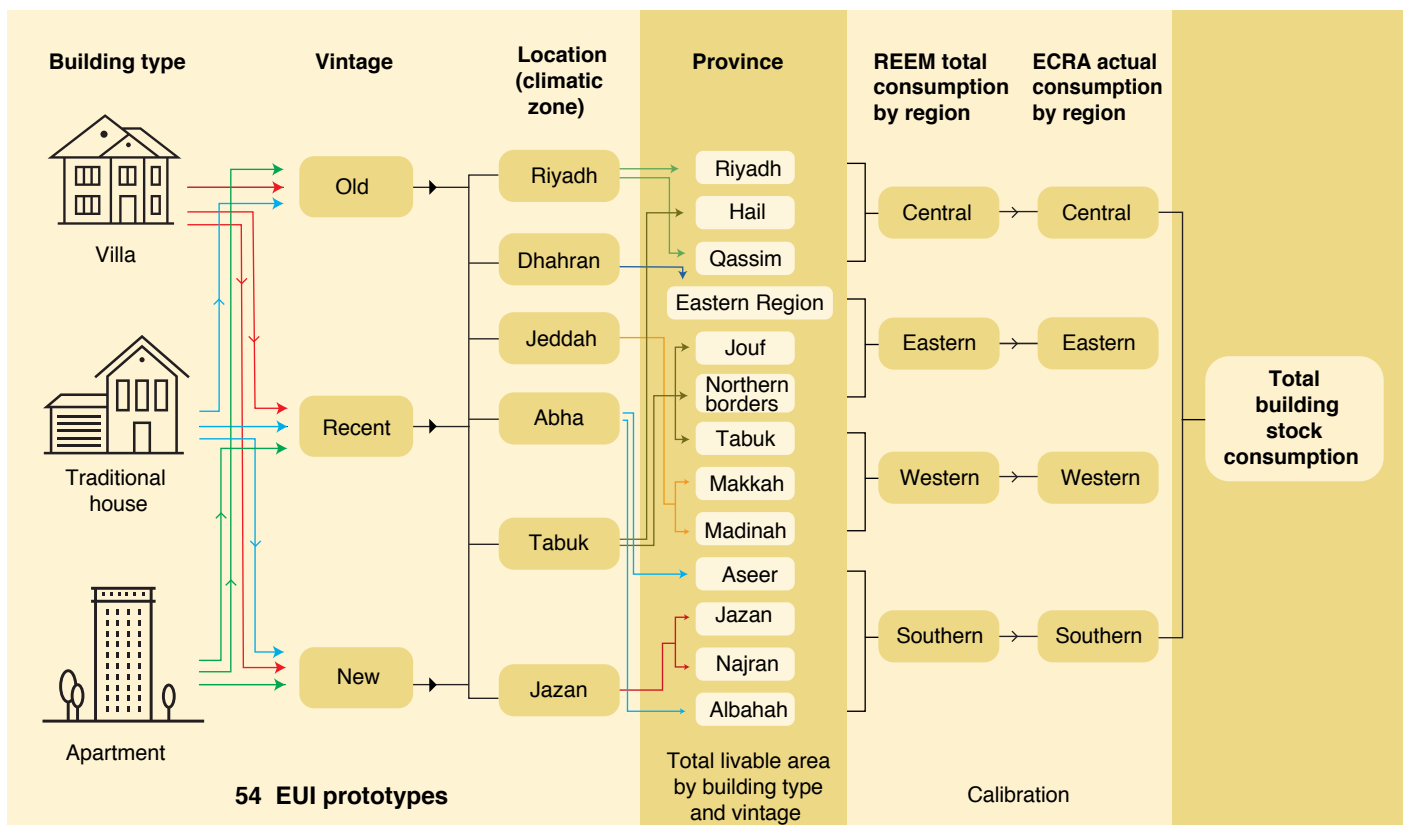 Building type
Vintage
Location
(climatic
zone)
Province
REEM total
consumption
by region
ECRA actual
consumption
by region
Villa
Traditional
house
Apartment
Old
Recent
New
Riyadh
Dhahran
Jeddah
Abha
Tabuk
Jazan
Riyadh
Hail
Qassim
Eastern Region
Jouf
Northern
borders
Tabuk
Makkah
Madinah
Aseer
Jazan
Najran
Albahah
Central
Eastern
Western
Southern
Central
Eastern
Western
Southern
Total
building
stock
consumption
54 EUI prototypes
Total livable area
by building type
and vintage
Calibration